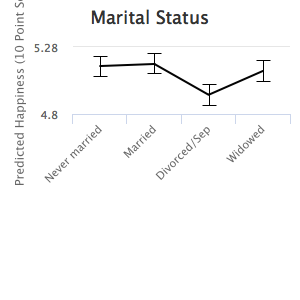 Marital Status
Predicted Happiness (10 Point
5.28
4.8
Never married
Married
Divorced/Sep
Widowed